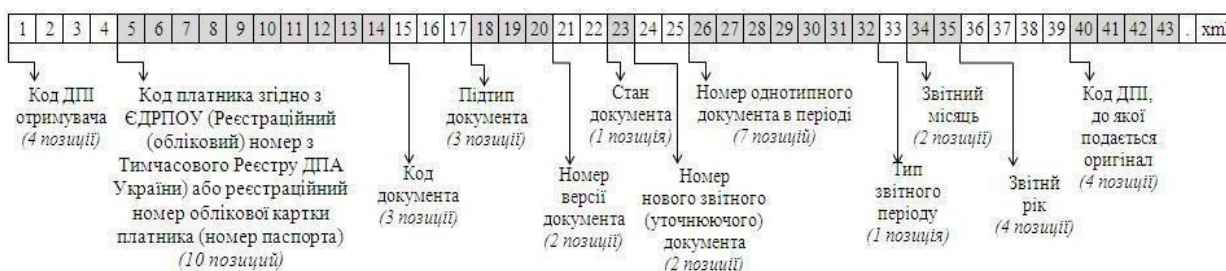 1 2 3 4 5 6 7 8 9 10 11 12 13 14 15 16 17 18 19 20 21 22 23 24 25 26 27 28 29 30 31 32 33 34 35 36 37 38 39 40 41 42 43 . xml
Код ДПІ
отримувача
(4 позиції)
Код платника згідно з
ЄДРПОУ (Реєстраційний
(обліковий) номер з
Тимчасового Реєстру ДПА
України) або реєстраційний
номер облікової картки
платника (номер паспорта)
(10 позиций)
Код
документа
(3 позиції)
Підтип
документа
(3 позиції)
Номер
версії
документа
(2 позиції)
Стан
документа
(1 позиція)
Номер
нового звітного
(уточнюючого)
документа
(2 позиції)
Номер однотипного
документа в періоді
(7 позицій)
Тип
звітного
періоду
(1 позиція)
Звітний
місяць
(2 позиції)
Звітнй
рік
(4 позиції)
Код ДПІ,
до якої
подається
оригінал
(4 позиції)